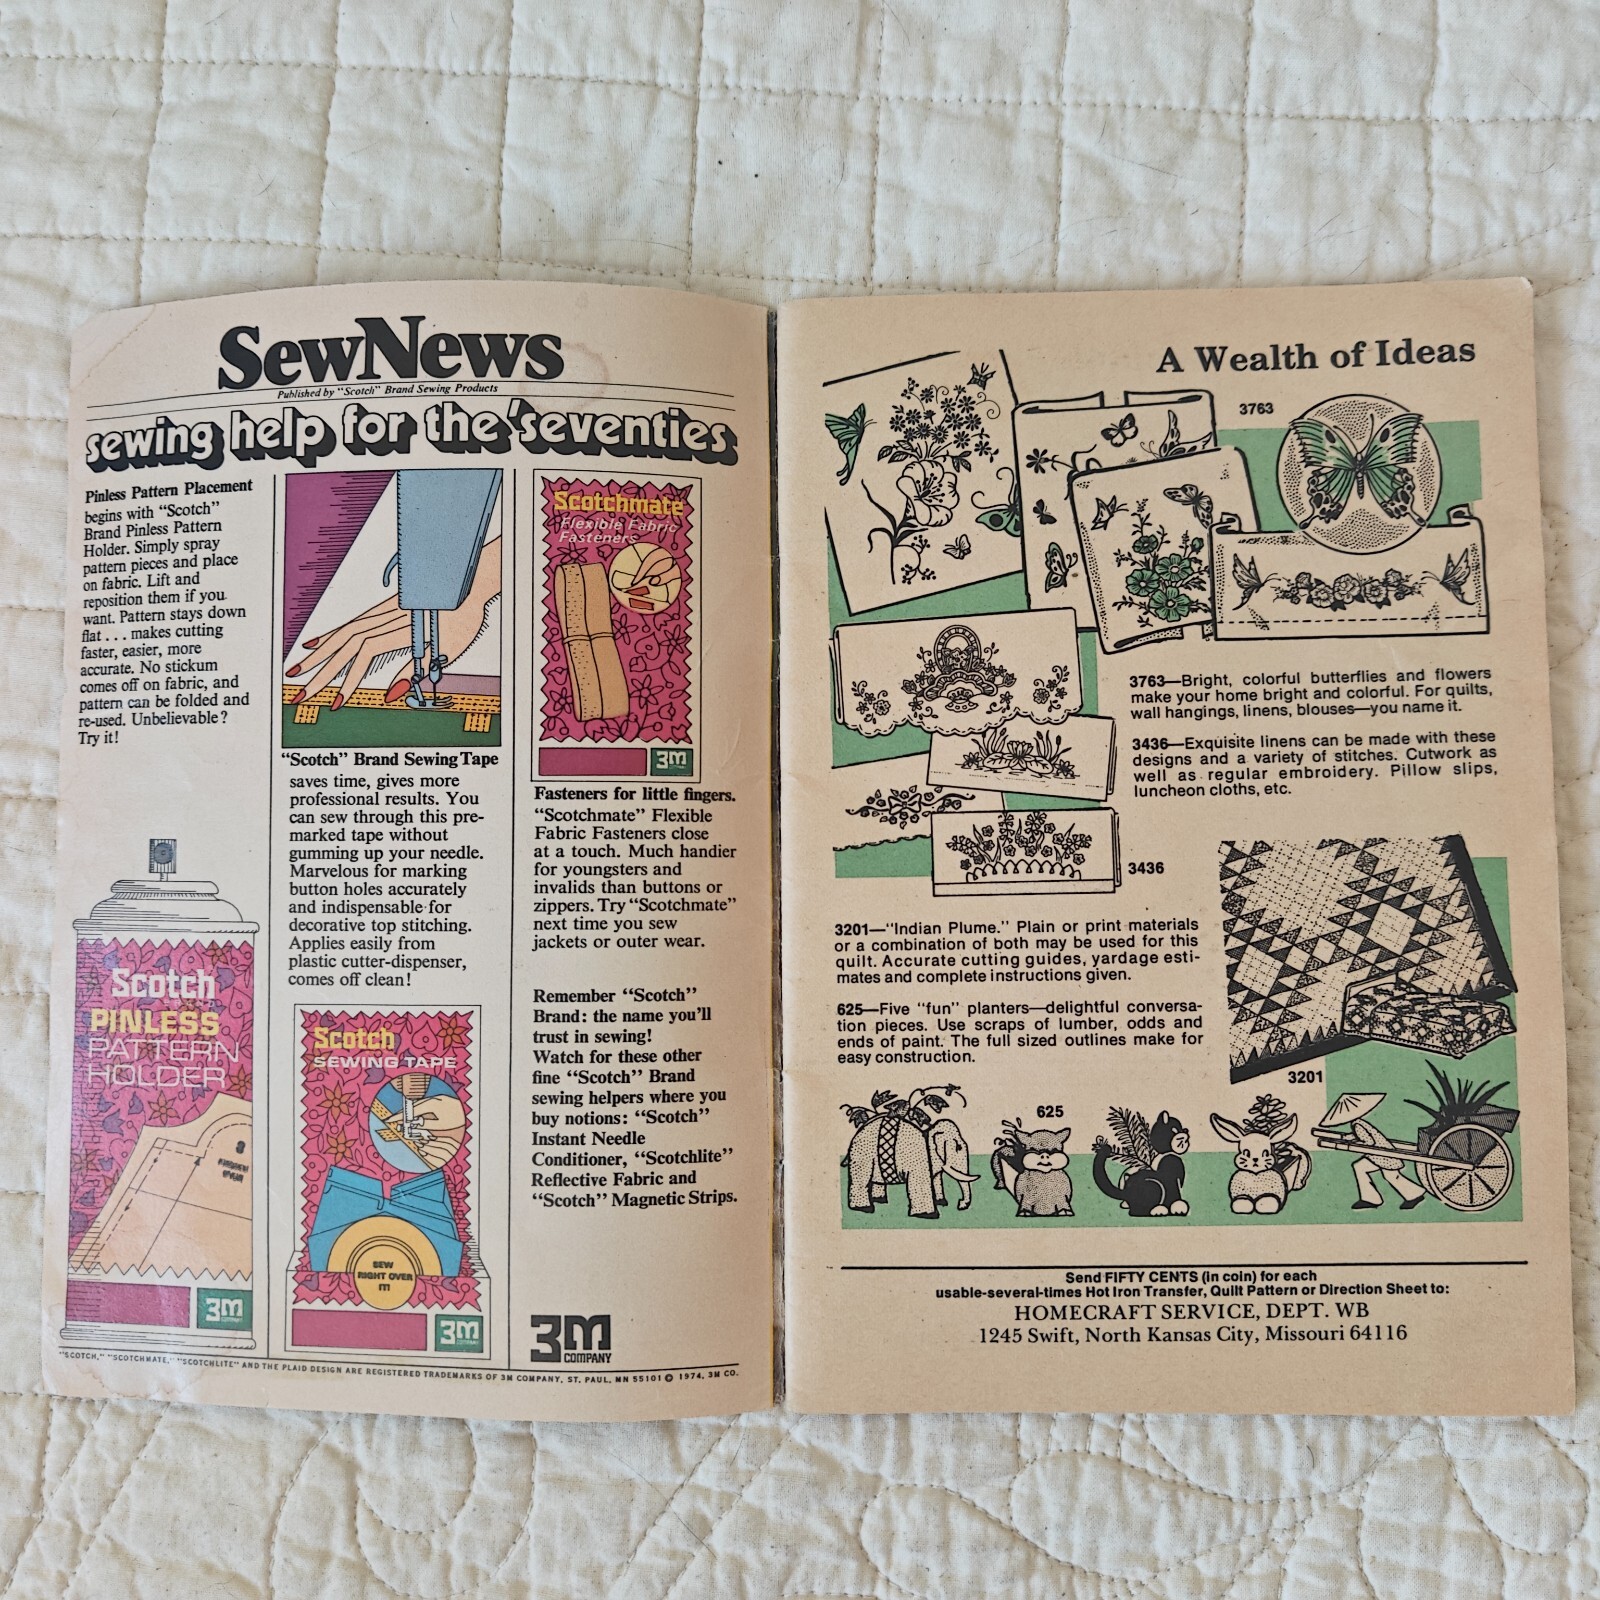 SewNews
Published by "Scotch" Brand Sewing Products
sewing help for the 'seventies
Pinless Pattern Placement
begins with "Scotch"
Brand Pinless Pattern
Holder. Simply spray
pattern pieces and place
on fabric. Lift and
reposition them if you
want. Pattern stays down
flat . . . makes cutting
faster, easier, more
accurate. No stickum
comes off on fabric, and
pattern can be folded and
re-used. Unbelievable?
Try it!
Scotch
PINLESS
PATTERN
HOLDER
8
3M
COMPANY
"Scotch" Brand Sewing Tape
saves time, gives more
professional results. You
can sew through this pre-
marked tape without
gumming up your needle.
Marvelous for marking
button holes accurately
and indispensable for
decorative top stitching.
Applies easily from
plastic cutter-dispenser,
comes off clean!
Scotch
SEWING TAPE
SEW
RIGHT OVER
IT!
3M
COMPANY
Scotchmate
Flexible Fabric
Fasteners
3M
COMPANY
Fasteners for little fingers.
"Scotchmate" Flexible
Fabric Fasteners close
at a touch. Much handier
for youngsters and
invalids than buttons or
zippers. Try "Scotchmate"
next time you sew
jackets or outer wear.
Remember "Scotch"
Brand: the name you'll
trust in sewing!
Watch for these other
fine "Scotch" Brand
sewing helpers where you
buy notions: "Scotch"
Instant Needle
Conditioner, "Scotchlite"
Reflective Fabric and
"Scotch" Magnetic Strips.
3M
COMPANY
"SCOTCH," "SCOTCHMATE," "SCOTCHLITE" AND THE PLAID DESIGN ARE REGISTERED TRADEMARKS OF 3M COMPANY, ST. PAUL, MN 55101 © 1974, 3M CO.
A Wealth of Ideas
3763
3763—Bright, colorful butterflies and flowers
make your home bright and colorful. For quilts,
wall hangings, linens, blouses—you name it.
3436—Exquisite linens can be made with these
designs and a variety of stitches. Cutwork as
well as regular embroidery. Pillow slips,
luncheon cloths, etc.
3436
3201—"Indian Plume." Plain or print materials
or a combination of both may be used for this
quilt. Accurate cutting guides, yardage esti-
mates and complete instructions given.
625—Five "fun" planters—delightful conversa-
tion pieces. Use scraps of lumber, odds and
ends of paint. The full sized outlines make for
easy construction.
3201
625
Send FIFTY CENTS (in coin) for each
usable-several-times Hot Iron Transfer, Quilt Pattern or Direction Sheet to:
HOMECRAFT SERVICE, DEPT. WB
1245 Swift, North Kansas City, Missouri 64116